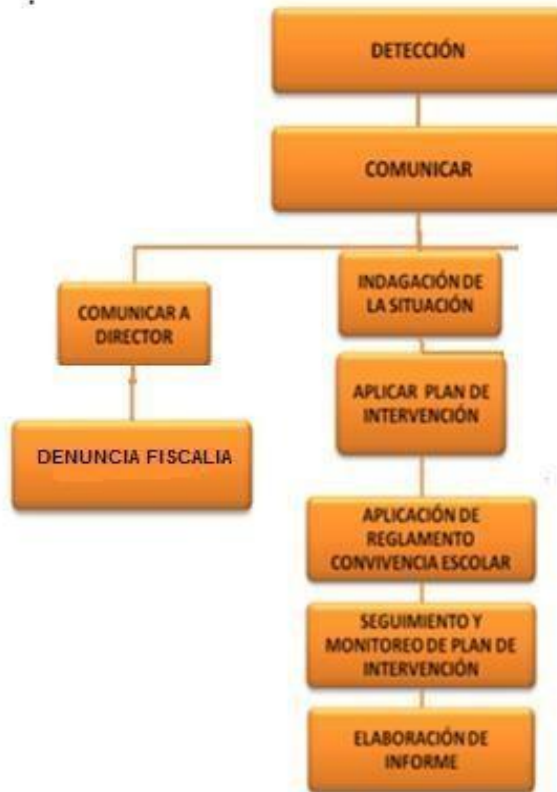 DETECCIÓN
COMUNICAR
COMUNICAR A
DIRECTOR
DENUNCIA FISCALIA
INDAGACIÓN DE
LA SITUACIÓN
APLICAR PLAN DE
INTERVENCIÓN
APLICACIÓN DE
REGLAMENTO
CONVIVENCIA ESCOLAR
SEGUIMIENTO Y
MONITOREO DE PLAN DE
INTERVENCIÓN
ELABORACIÓN DE
INFORME